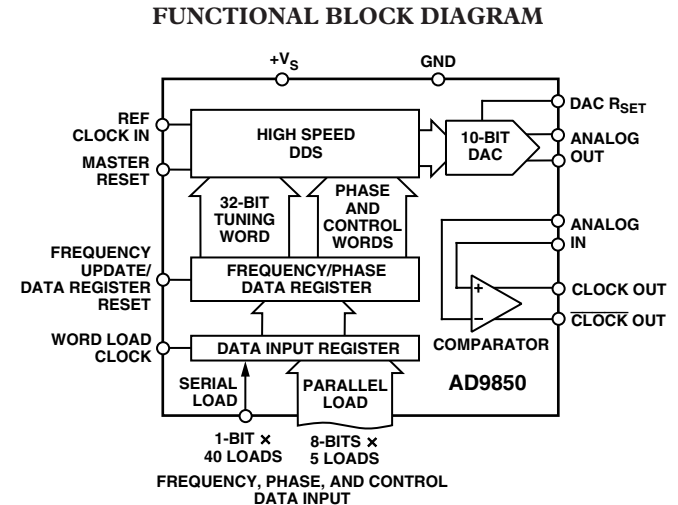 FUNCTIONAL BLOCK DIAGRAM
+VS
GND
REF
CLOCK IN
MASTER
RESET
HIGH SPEED
DDS
10-BIT
DAC
DAC RSET
ANALOG
OUT
32-BIT
TUNING
WORD
PHASE
AND
CONTROL
WORDS
ANALOG
IN
FREQUENCY
UPDATE/
DATA REGISTER
RESET
FREQUENCY/PHASE
DATA REGISTER
+
–
CLOCK OUT
CLOCK OUT
COMPARATOR
WORD LOAD
CLOCK
DATA INPUT REGISTER
SERIAL
LOAD
PARALLEL
LOAD
AD9850
1-BIT ×
40 LOADS
8-BITS ×
5 LOADS
FREQUENCY, PHASE, AND CONTROL
DATA INPUT